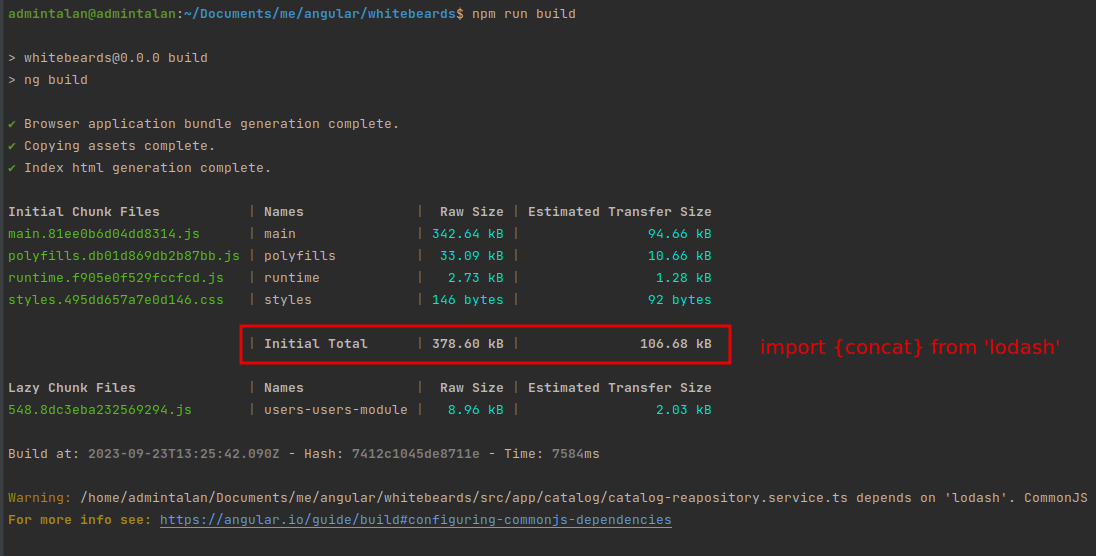 admintalan@admintalan:~/Documents/me/angular/whitebeards$ npm run build
> whitebeards@0.0.0 build
> ng build
✔ Browser application bundle generation complete.
✔ Copying assets complete.
✔ Index html generation complete.
Initial Chunk Files | Names | Raw Size | Estimated Transfer Size
main.81ee0b6d04dd8314.js | main | 342.64 kB | 94.66 kB
polyfills.db01d869db2b87bb.js | polyfills | 33.09 kB | 10.66 kB
runtime.f905e0f529fccfcd.js | runtime | 2.73 kB | 1.28 kB
styles.495dd657a7e0d146.css | styles | 146 bytes | 92 bytes
| Initial Total | 378.60 kB | 106.68 kB import {concat} from 'lodash'
Lazy Chunk Files | Names | Raw Size | Estimated Transfer Size
548.8dc3eba232569294.js | users-users-module | 8.96 kB | 2.03 kB
Build at: 2023-09-23T13:25:42.090Z - Hash: 7412c1045de8711e - Time: 7584ms
Warning: /home/admintalan/Documents/me/angular/whitebeards/src/app/catalog/catalog-reapository.service.ts depends on 'lodash'. CommonJS
For more info see: https://angular.io/guide/build#configuring-commonjs-dependencies